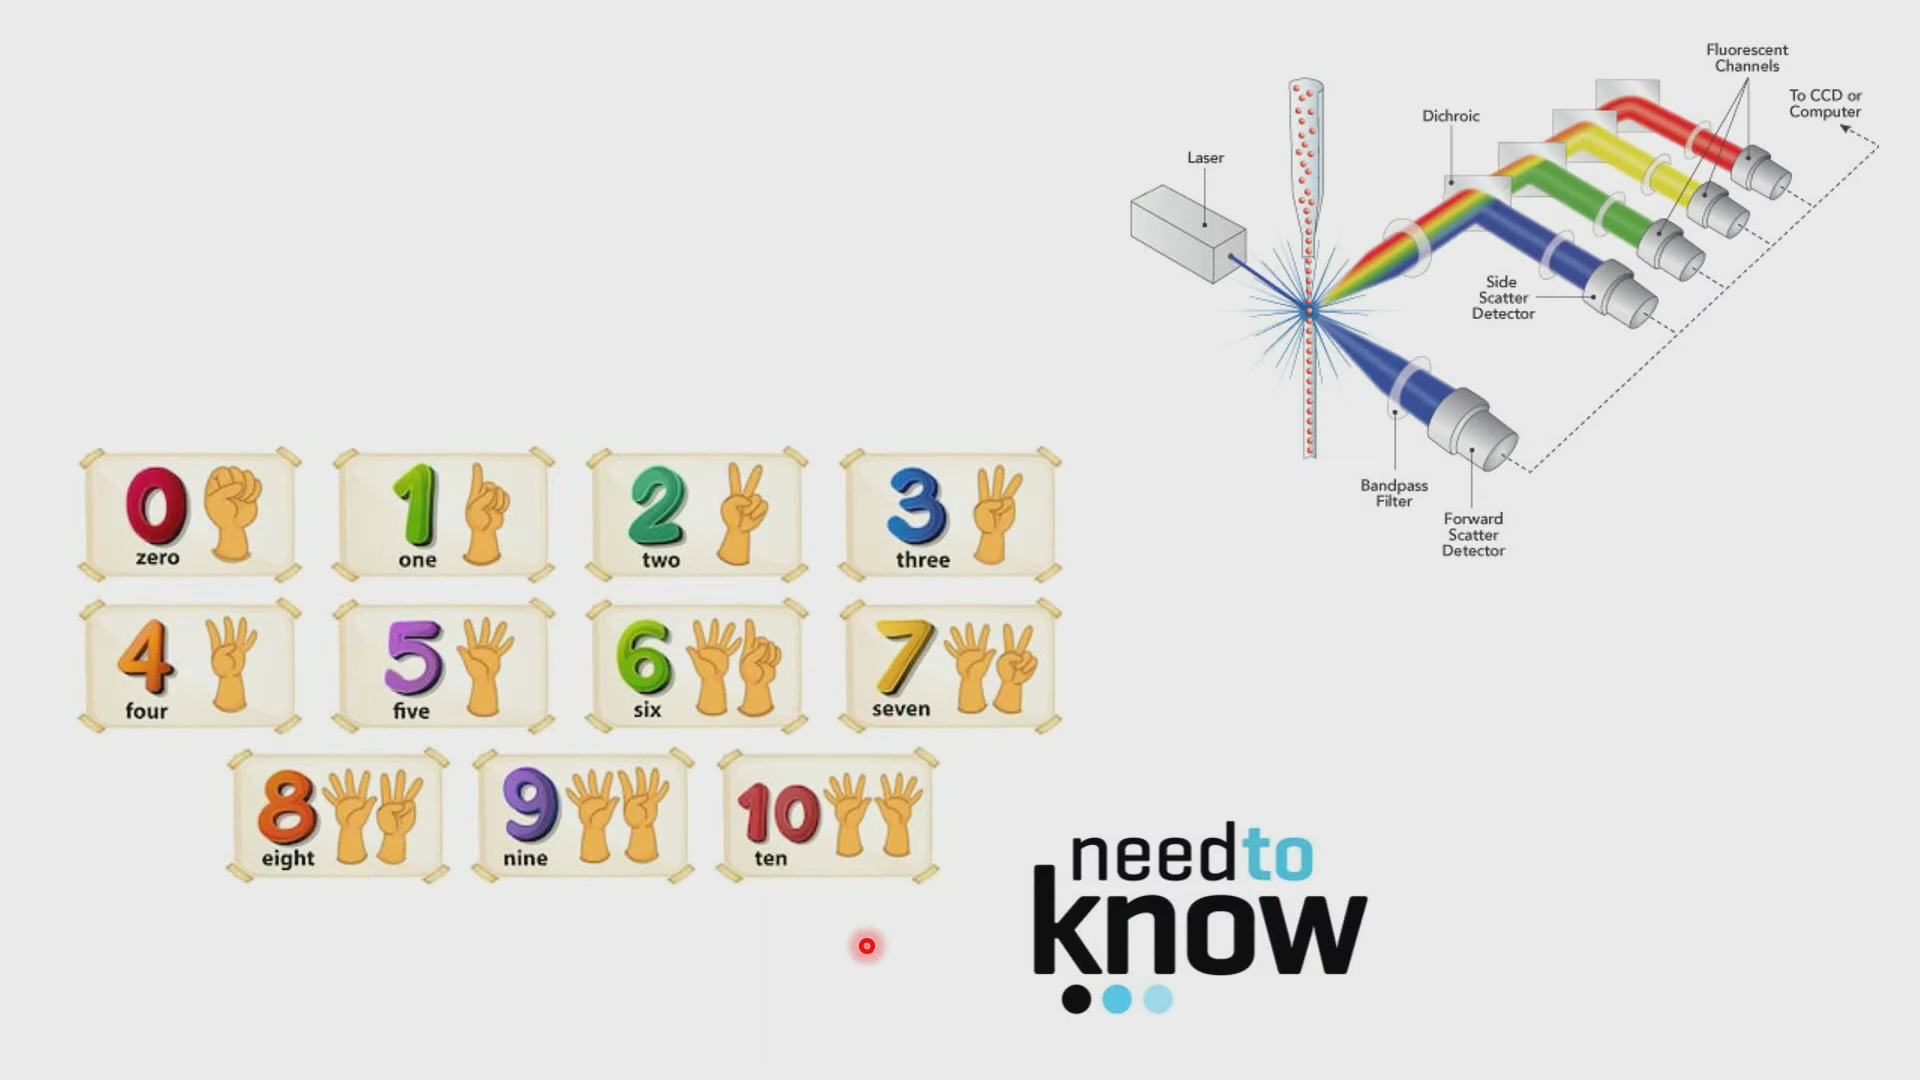 Fluorescent
Channels
To CCD or
Computer
Dichroic
Laser
Side
Scatter
Detector
Bandpass
Filter
Forward
Scatter
Detector
0
zero
1
one
2
two
3
three
4
four
5
five
6
six
7
seven
8
eight
9
nine
10
ten
needto
know